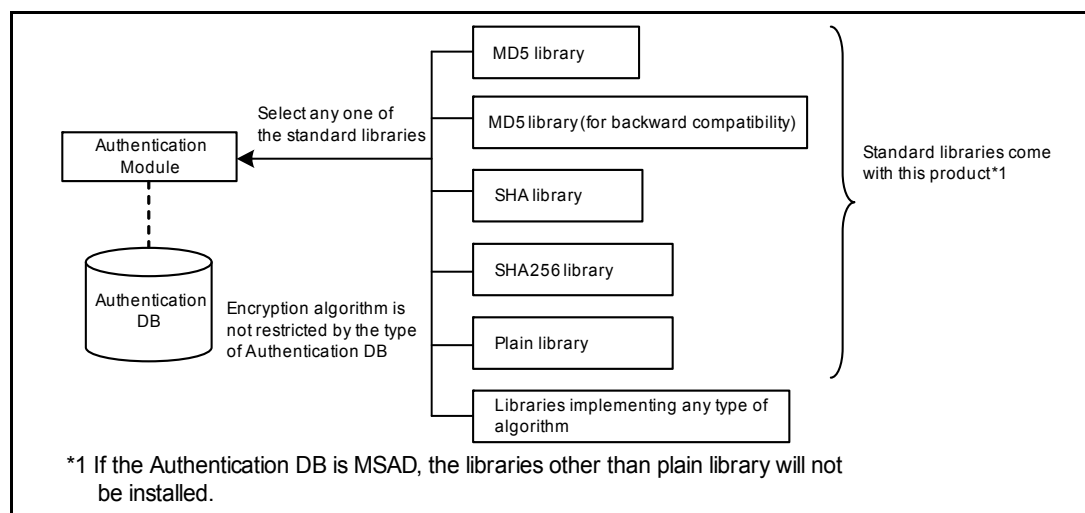 MD5 library
Select any one of
the standard libraries
MD5 library (for backward compatibility)
Authentication
Module
Standard libraries come
with this product*1
SHA library
SHA256 library
Authentication
DB
Encryption algorithm is
not restricted by the type
of Authentication DB
Plain library
Libraries implementing any type of
algorithm
*1 If the Authentication DB is MSAD, the libraries other than plain library will not
be installed.